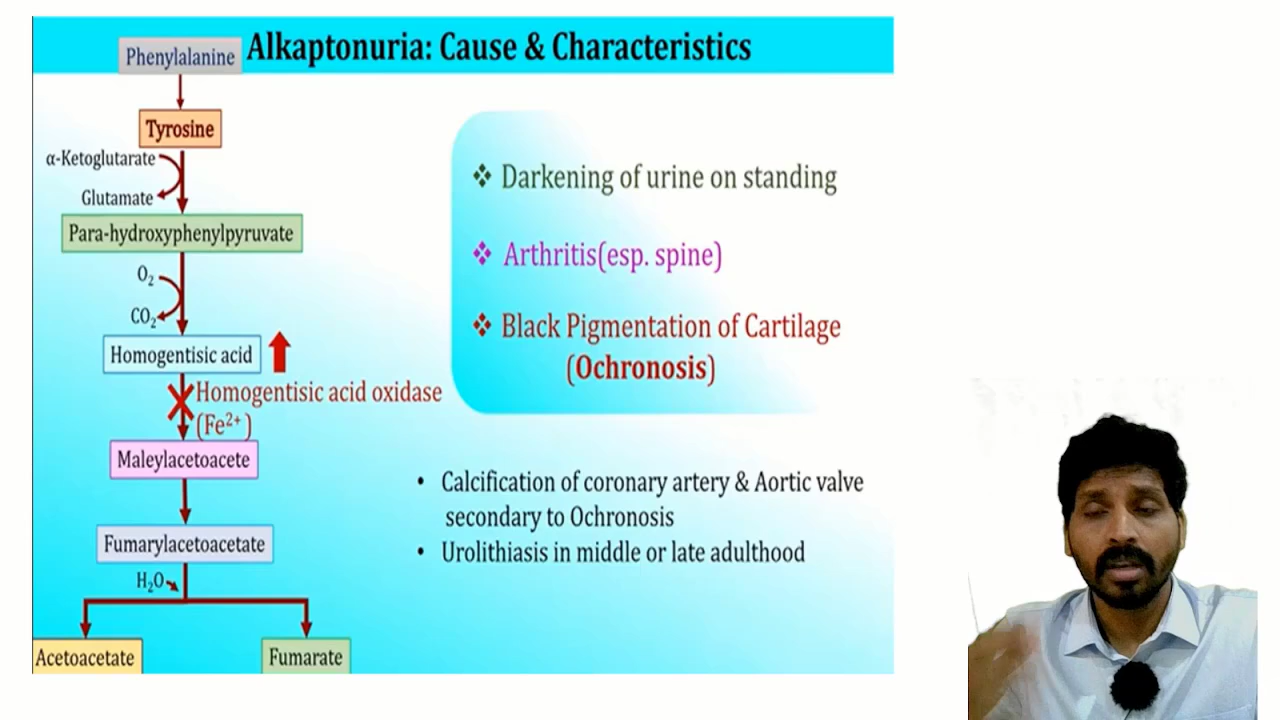 Alkaptonuria: Cause & Characteristics
Phenylalanine
Tyrosine
α-Ketoglutarate
Glutamate
Para-hydroxyphenylpyruvate
O₂
CO₂
Homogentisic acid
Homogentisic acid oxidase
(Fe²⁺)
Maleylacetoacete
Fumarylacetoacetate
H₂O
Acetoacetate
Fumarate
❖ Darkening of urine on standing
❖ Arthritis(esp. spine)
❖ Black Pigmentation of Cartilage
(Ochronosis)
• Calcification of coronary artery & Aortic valve
secondary to Ochronosis
• Urolithiasis in middle or late adulthood